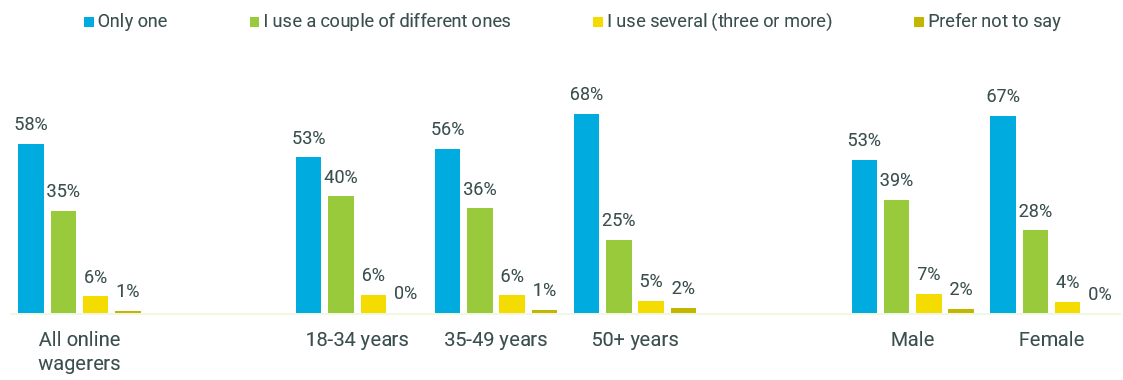 Only one I use a couple of different ones I use several (three or more) Prefer not to say
58% 35% 6% 1%
53% 40% 6% 0%
56% 36% 6% 1%
68% 25% 5% 2%
53% 39% 7% 2%
67% 28% 4% 0%
All online
wagerers
18-34 years 35-49 years 50+ years Male Female